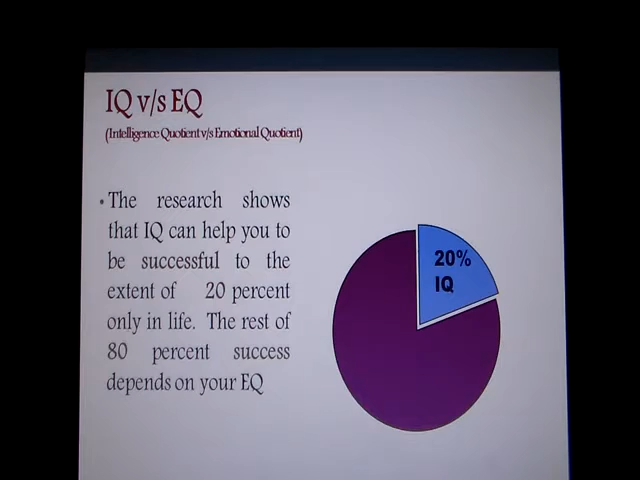 IQ v/s EQ
(Intelligence Quotient v/s Emotional Quotient)
• The research shows
that IQ can help you to
be successful to the
extent of 20 percent
only in life. The rest of
80 percent success
depends on your EQ
20%
IQ